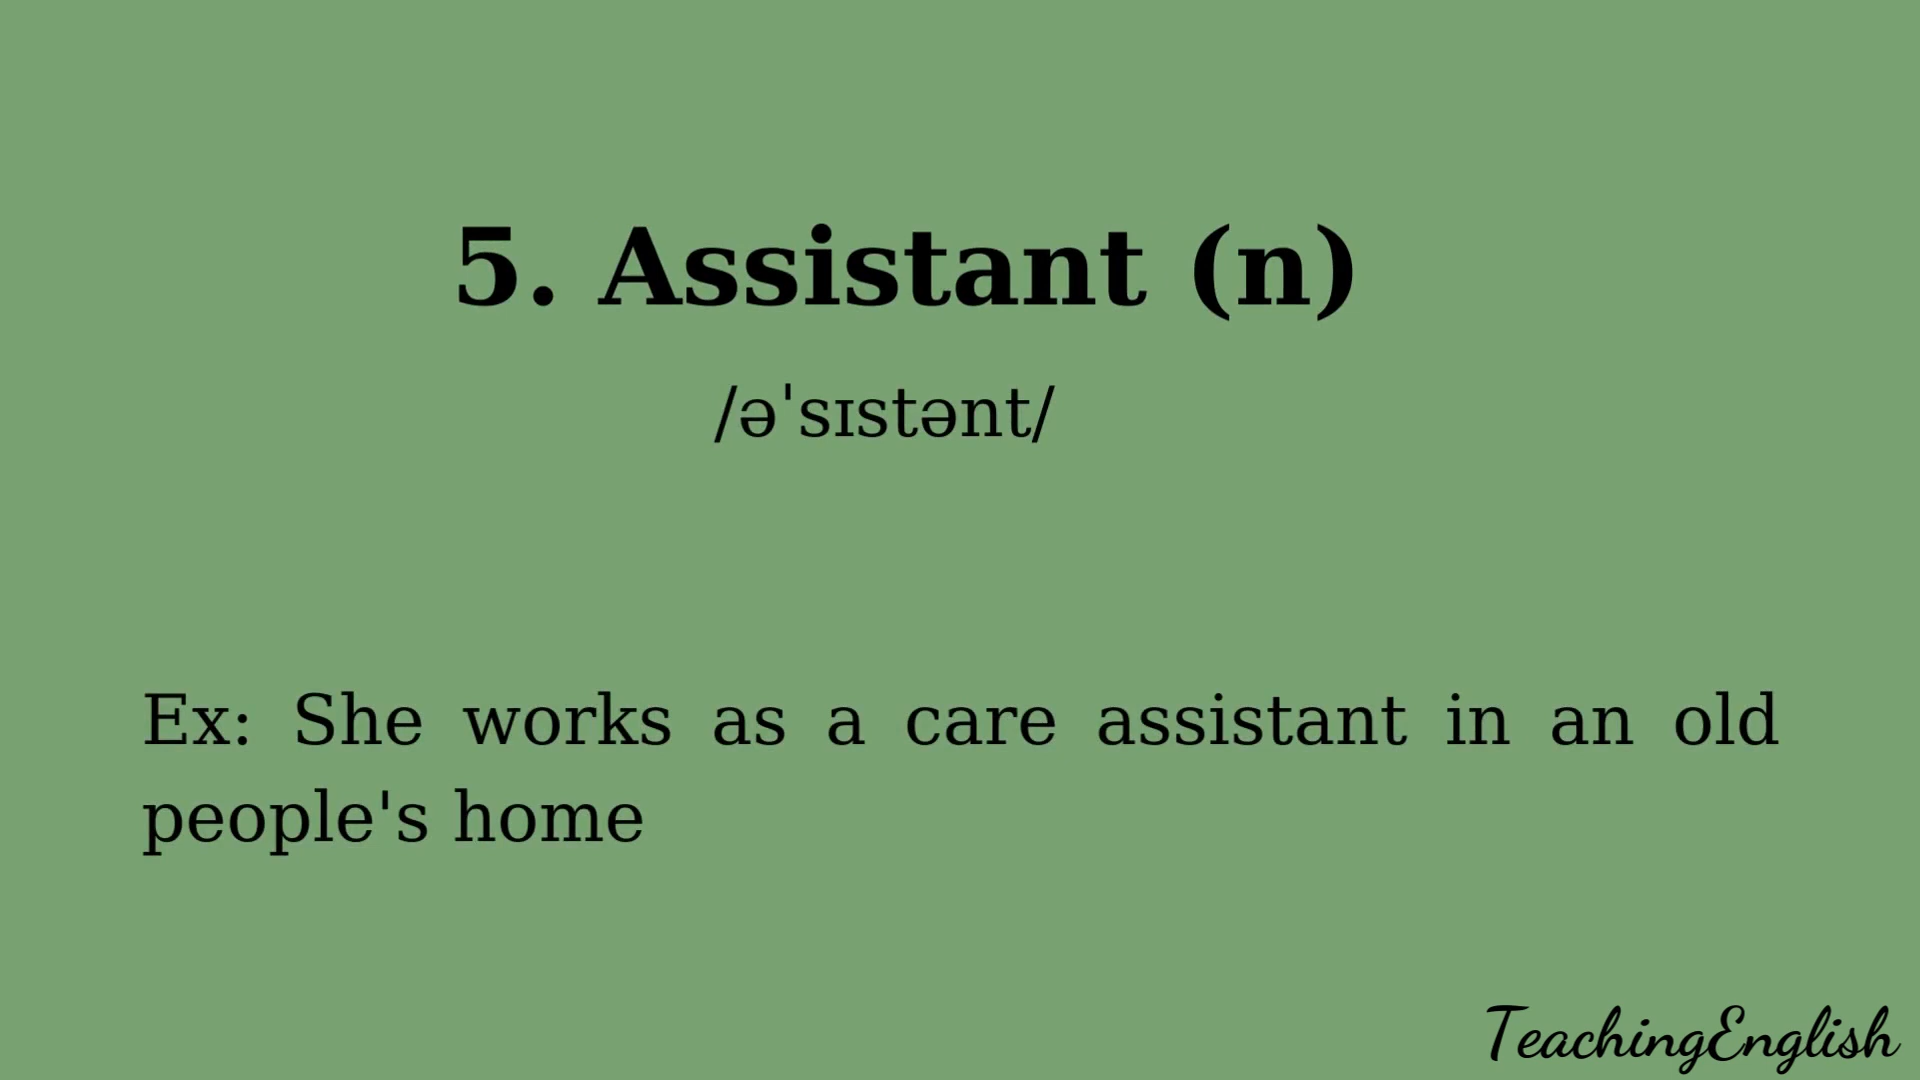 5. Assistant (n)
/əˈsɪstənt/
Ex: She works as a care assistant in an old
people's home
TeachingEnglish